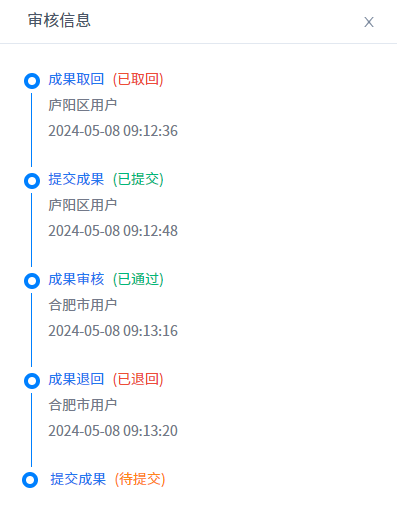 审核信息
成果取回 (已取回)
庐阳区用户
2024-05-08 09:12:36
提交成果 (已提交)
庐阳区用户
2024-05-08 09:12:48
成果审核 (已通过)
合肥市用户
2024-05-08 09:13:16
成果退回 (已退回)
合肥市用户
2024-05-08 09:13:20
提交成果 (待提交)